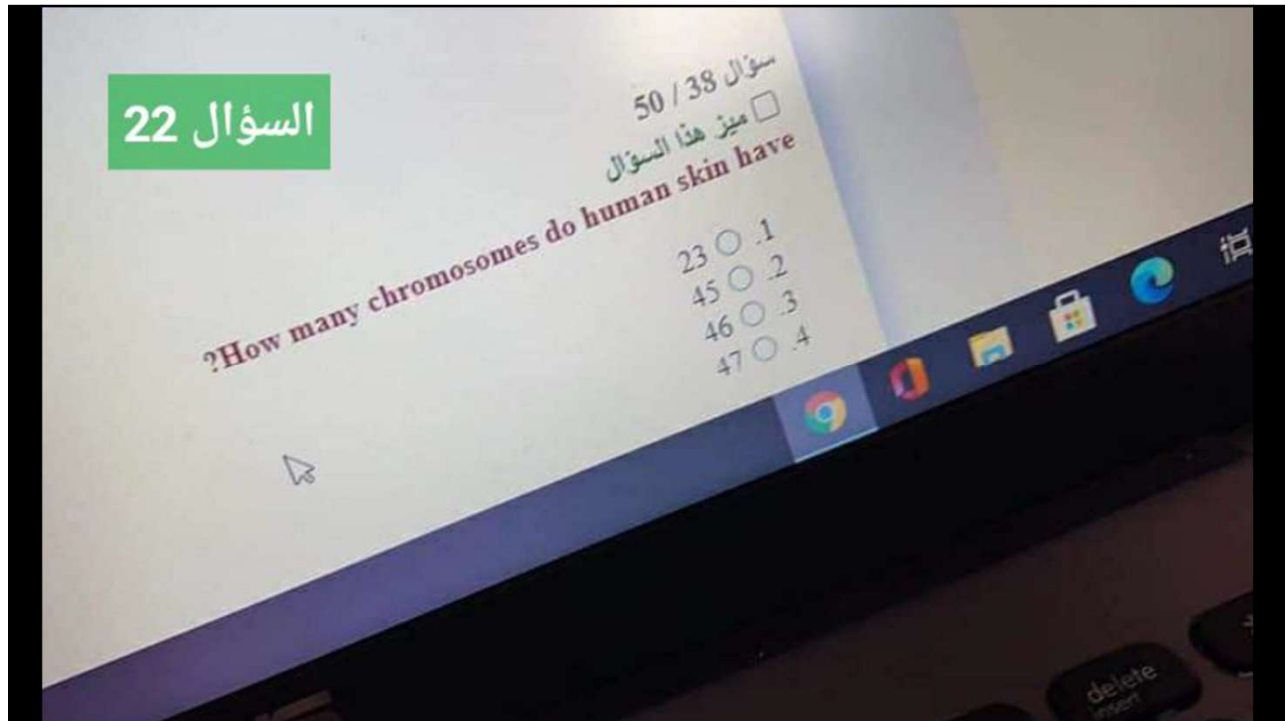 السؤال 22
سؤال 38 / 50
ميز هذا السؤال
How many chromosomes do human skin have?
1. 23
2. 45
3. 46
4. 47
delete
insert